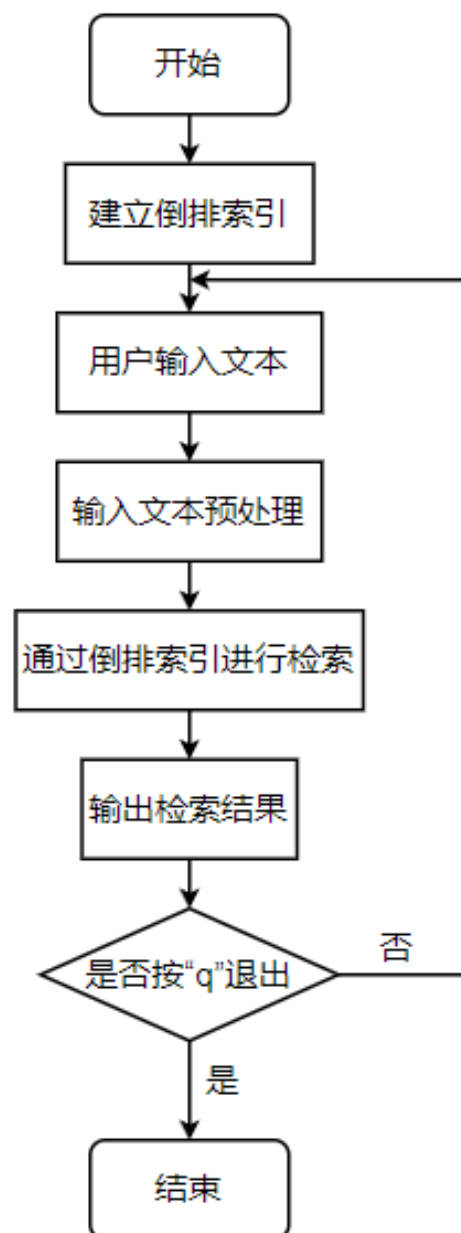 开始
建立倒排索引
用户输入文本
输入文本预处理
通过倒排索引进行检索
输出检索结果
是否按“q”退出
否
是
结束